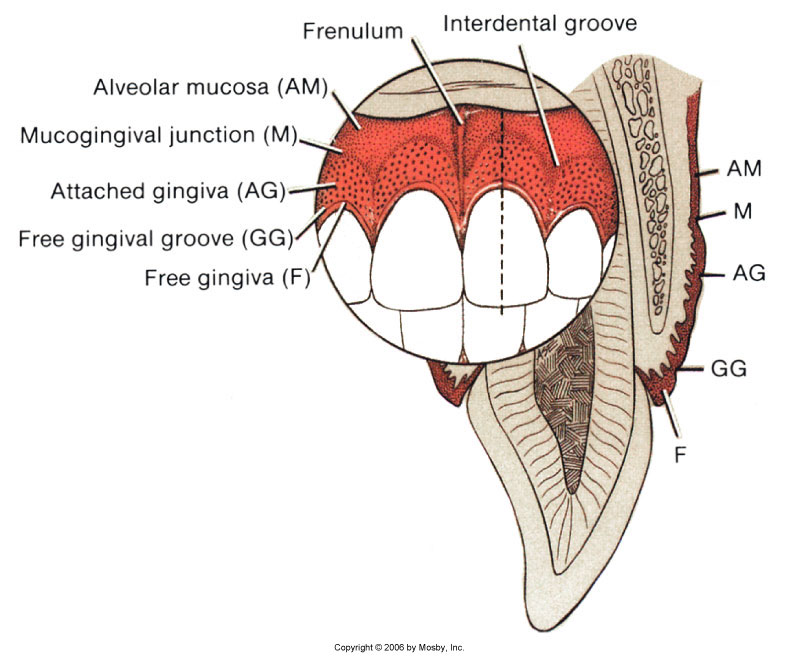 Frenulum
Interdental groove
Alveolar mucosa (AM)
Mucogingival junction (M)
Attached gingiva (AG)
Free gingival groove (GG)
Free gingiva (F)
AM
M
AG
GG
F
Copyright © 2006 by Mosby, Inc.